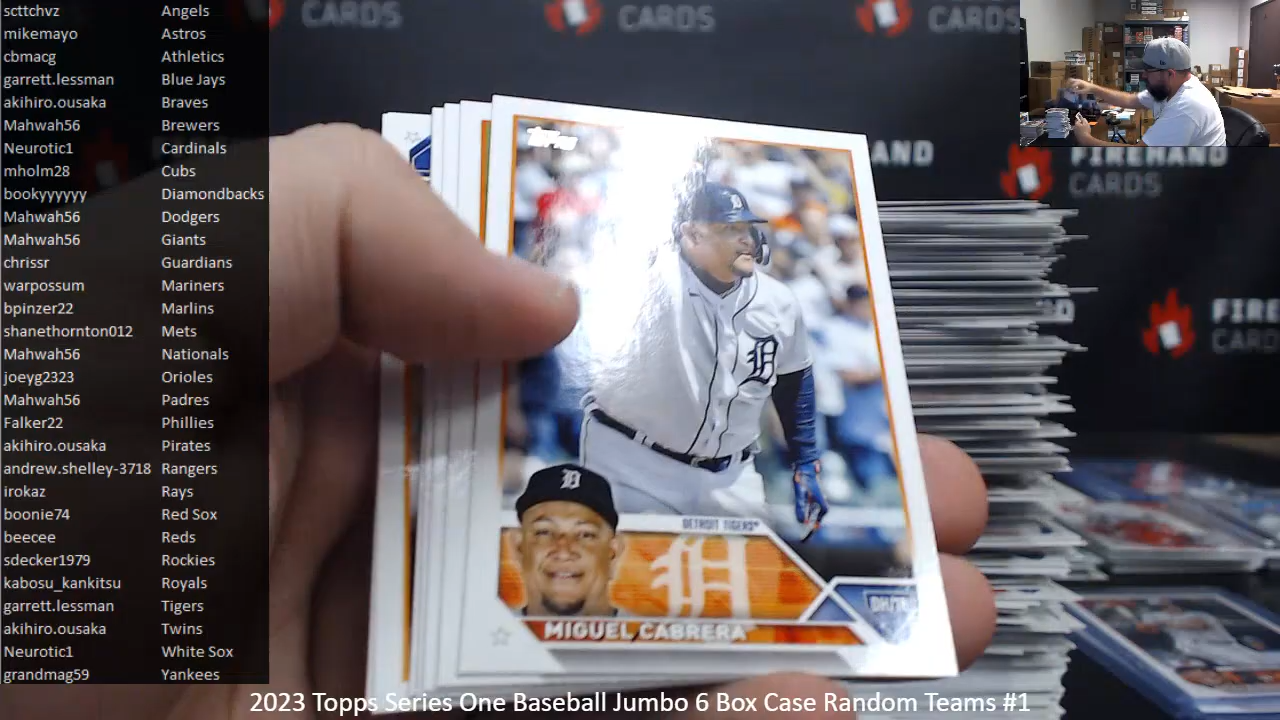 scttchvz Angels
mikemayo Astros
cbmacg Athletics
garrett.lessman Blue Jays
akihiro.ousaka Braves
Mahwah56 Brewers
Neurotic1 Cardinals
mholm28 Cubs
bookyyyyyy Diamondbacks
Mahwah56 Dodgers
Mahwah56 Giants
chrissr Guardians
warpossum Mariners
bpinzer22 Marlins
shanethornton012 Mets
Mahwah56 Nationals
joeyg2323 Orioles
Mahwah56 Padres
Falker22 Phillies
akihiro.ousaka Pirates
andrew.shelley-3718 Rangers
irokaz Rays
boonie74 Red Sox
beecee Reds
sdecker1979 Rockies
kabosu_kankitsu Royals
garrett.lessman Tigers
akihiro.ousaka Twins
Neurotic1 White Sox
grandmag59 Yankees
CARDS
CARDS
CARDS
AND
FIREHAND
CARDS
FIRE
CARD
Topps
D
D
D
DETROIT TIGERS
D
MIGUEL CABRERA
2023 Topps Series One Baseball Jumbo 6 Box Case Random Teams #1